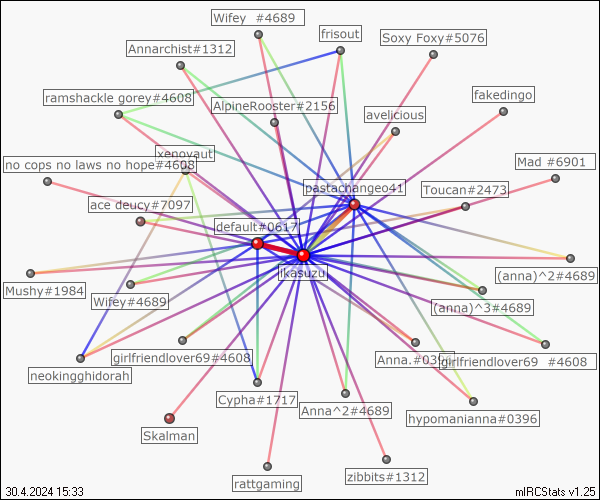 Wifey  #4689
frisout
Soxy Foxy#5076
Annarchist#1312
ramshackle gorey#4608
AlpineRooster#2156
fakedingo
avelicious
xenovaut
no cops no laws no hope#4608
Mad  #6901
pastachangeo41
Toucan#2473
ace deucy#7097
default#0617
ikasuzu
(anna)^2#4689
Mushy#1984
Wifey#4689
(anna)^3#4689
girlfriendlover69#4608
Anna.#0396
girlfriendlover69  #4608
neokingghidorah
Cypha#1717
Anna^2#4689
hypomanianna#0396
Skalman
rattgaming
zibbits#1312
30.4.2024 15:33
mIRCStats v1.25